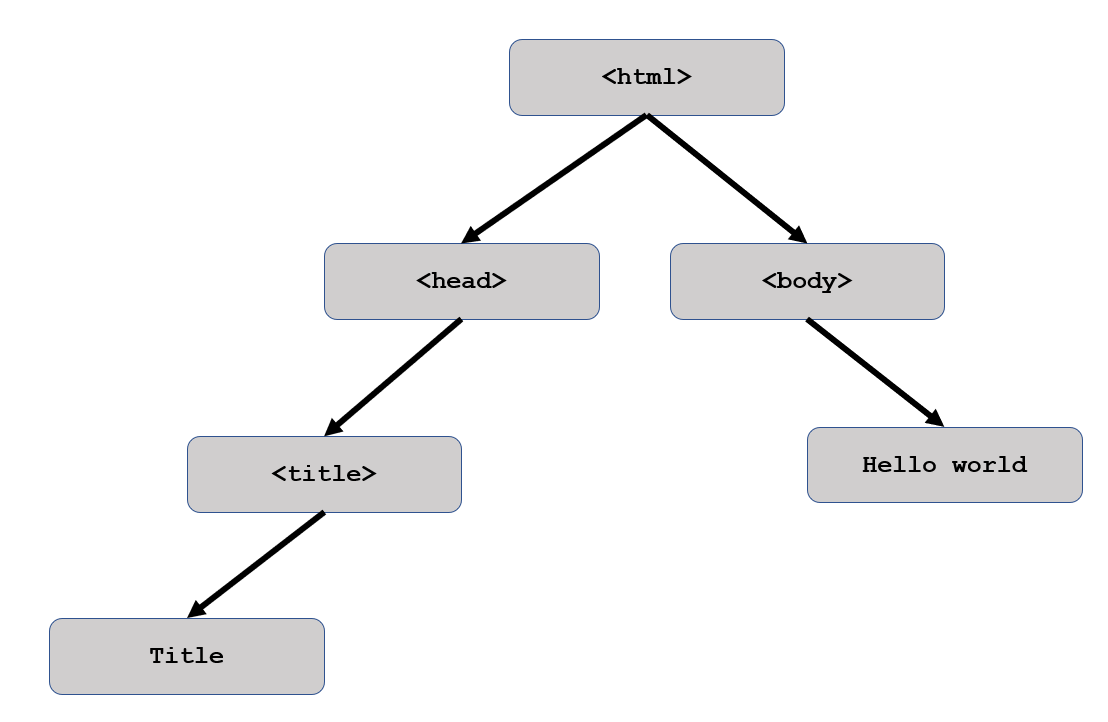 <html>
<head>
<body>
<title>
Hello world
Title